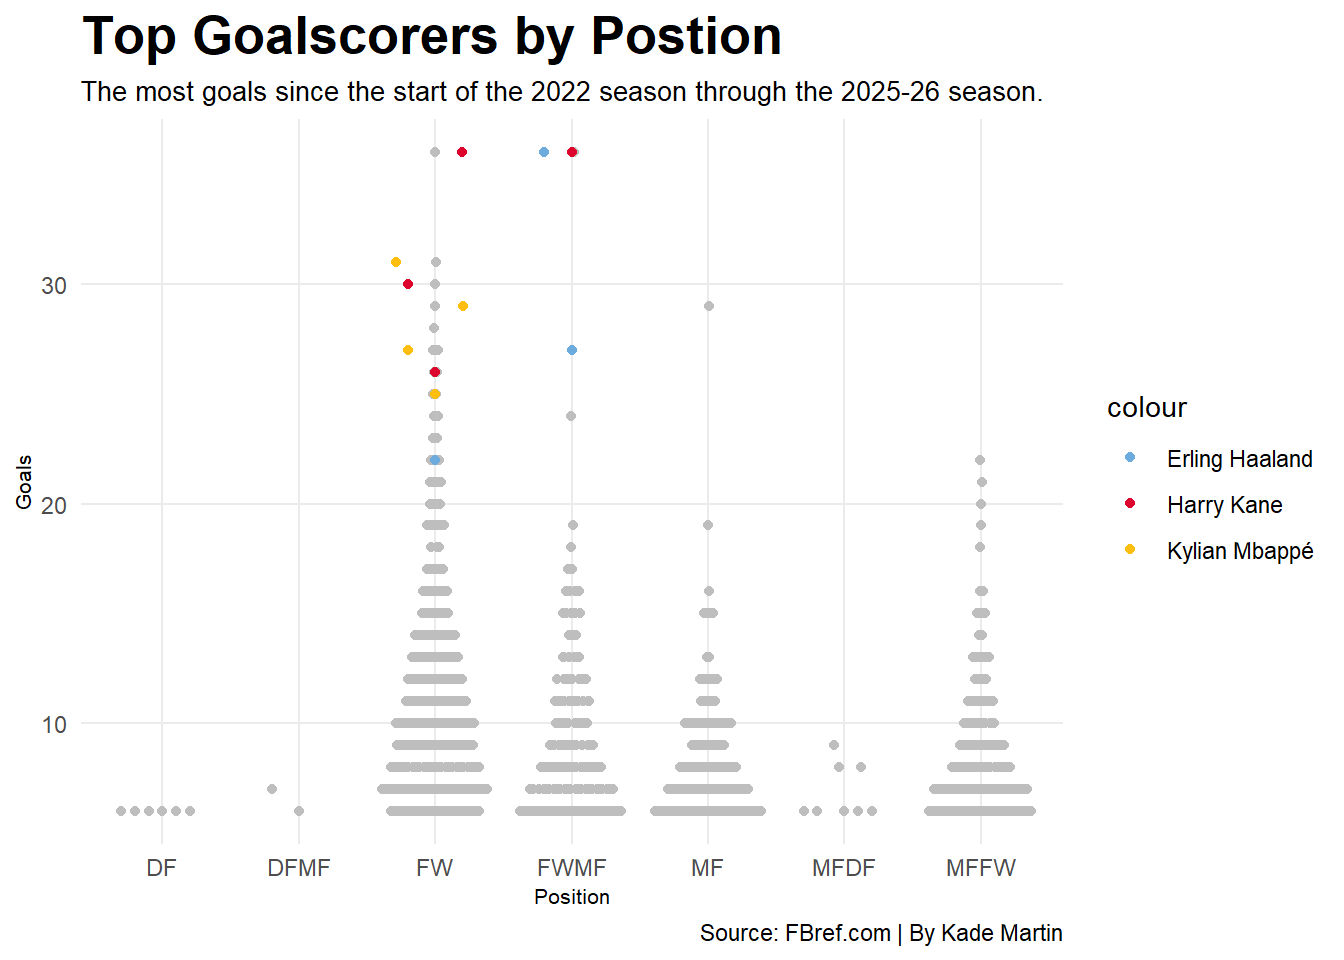 Top Goalscorers by Postion
The most goals since the start of the 2022 season through the 2025-26 season.
30
20
10
Goals
DF DFMF FW FWMF MF MFDF MFFW
Position
colour
Erling Haaland
Harry Kane
Kylian Mbappé
Source: FBref.com | By Kade Martin